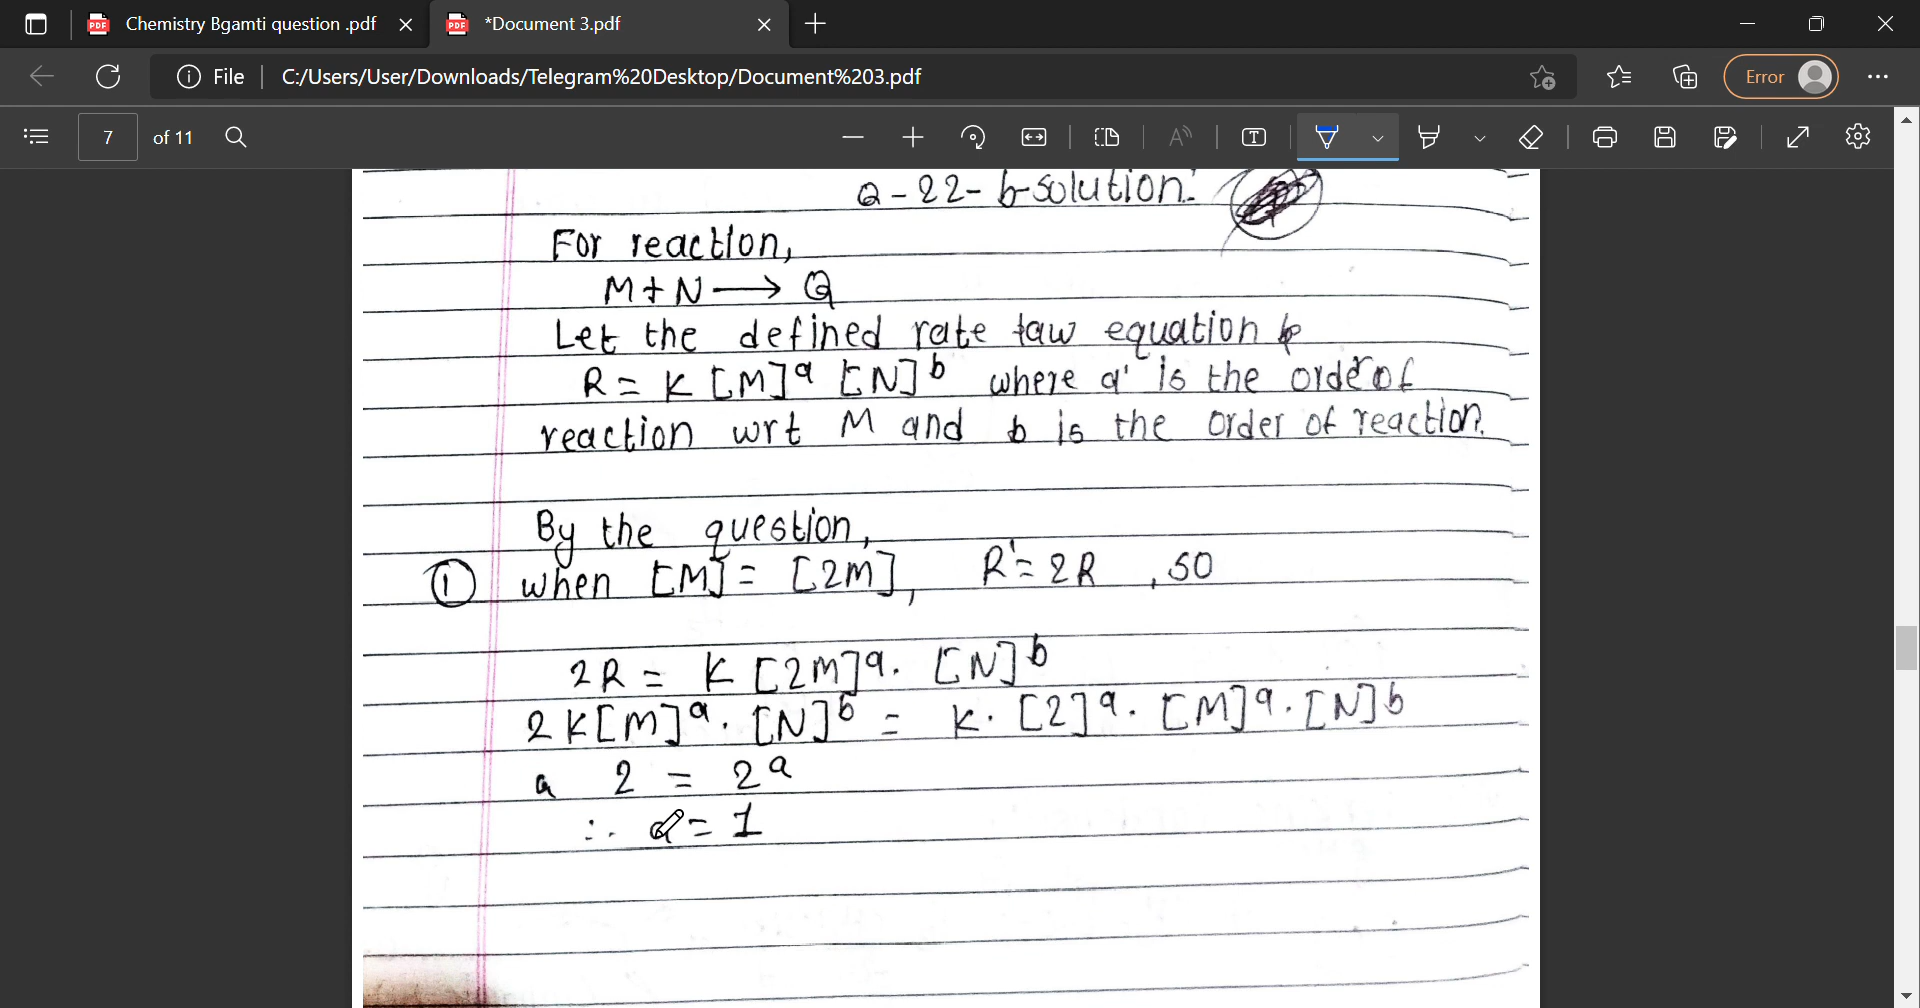 Chemistry Bgamti question .pdf
*Document 3.pdf
File
C:/Users/User/Downloads/Telegram%20Desktop/Document%203.pdf
Error
7 of 11
Q-22- b-solution:
For reaction,
M+N → Q
Let the defined rate law equation
R = K [M]ᵃ [N]ᵇ where a' is the order of
reaction wrt M and b is the order of reaction.
By the question,
① when [M] = [2M], R' = 2R , so
2R = K [2M]ᵃ. [N]ᵇ
2K[M]ᵃ. [N]ᵇ = K. [2]ᵃ. [M]ᵃ. [N]ᵇ
a 2 = 2ᵃ
∴ a = 1